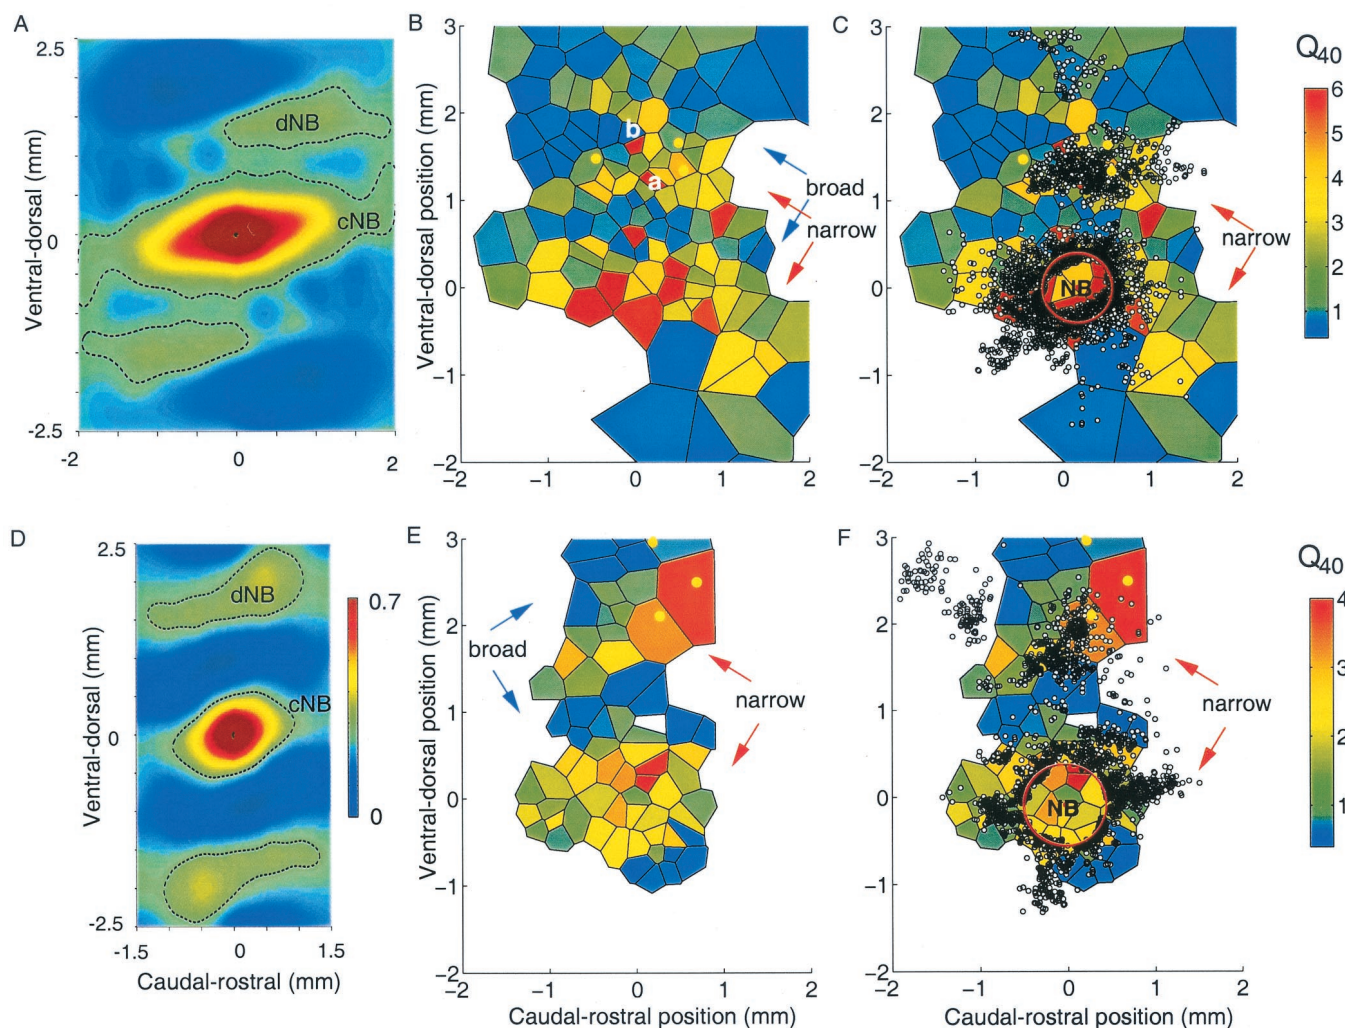 A
2.5
0
-2.5
Ventral-dorsal (mm)
dNB
cNB
-2
0
2
B
3
2
1
0
−1
−2
Ventral-dorsal position (mm)
b
a
broad
narrow
−2
−1
0
1
2
C
3
2
1
0
−1
−2
NB
narrow
−2
−1
0
1
2
Q40
6
5
4
3
2
1
D
2.5
0
-2.5
Ventral-dorsal (mm)
dNB
cNB
-1.5
0
1.5
Caudal-rostral (mm)
0.7
0
E
3
2
1
0
−1
−2
Ventral-dorsal position (mm)
broad
narrow
−2
−1
0
1
2
Caudal-rostral position (mm)
F
3
2
1
0
−1
−2
NB
narrow
−2
−1
0
1
2
Caudal-rostral position (mm)
Q40
4
3
2
1